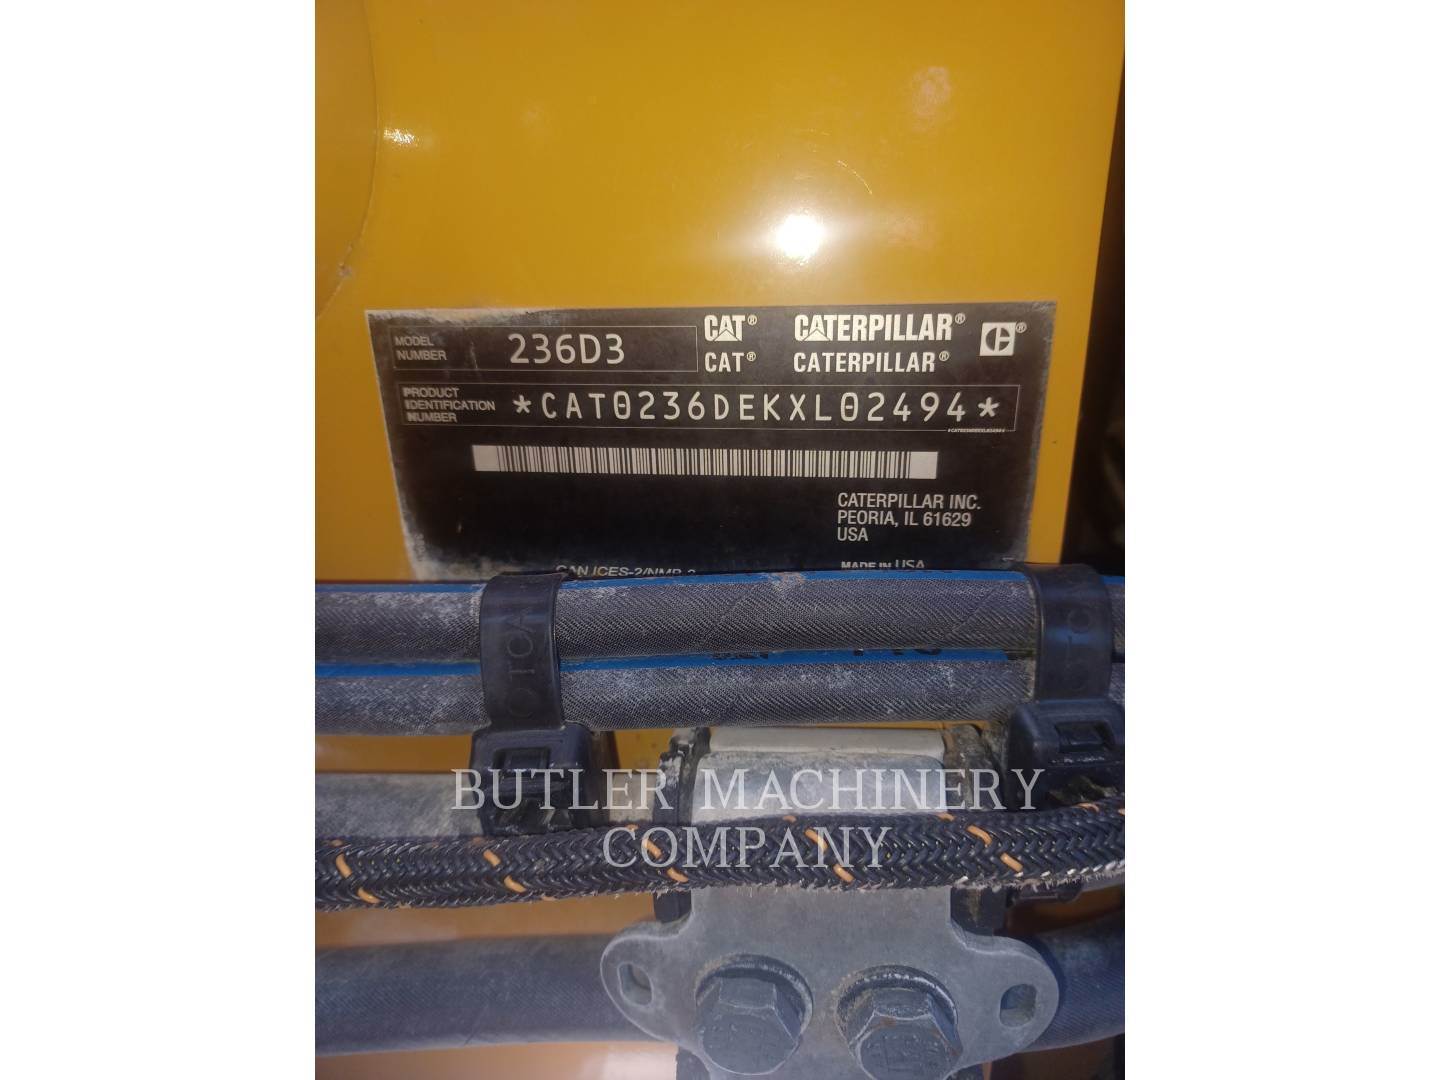 MODEL NUMBER 236D3
CAT® CATERPILLAR®
CAT® CATERPILLAR®
PRODUCT
IDENTIFICATION
NUMBER
*CAT0236DEKXL02494*
CATERPILLAR INC.
PEORIA, IL 61629
USA
MADE IN USA
BUTLER MACHINERY
COMPANY